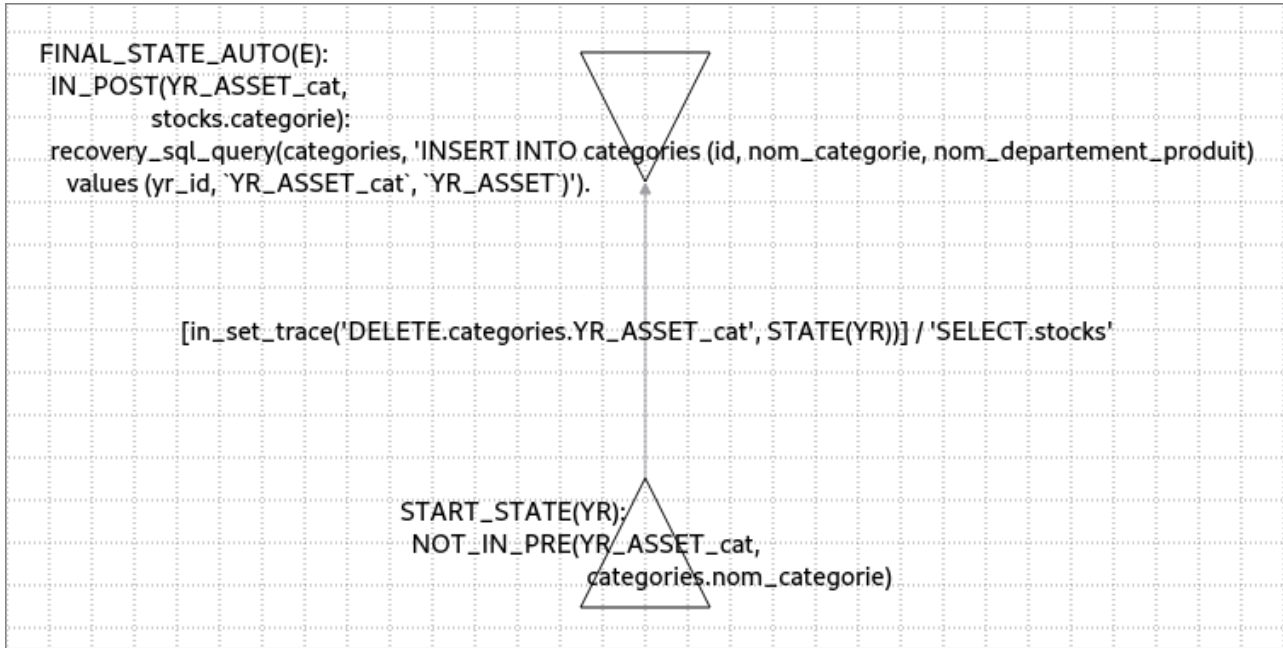 FINAL_STATE_AUTO(E):
IN_POST(YR_ASSET_cat,
stocks.categorie):
recovery_sql_query(categories, 'INSERT INTO categories (id, nom_categorie, nom_departement_produit)
values (yr_id, `YR_ASSET_cat`, `YR_ASSET`)').
[in_set_trace('DELETE.categories.YR_ASSET_cat', STATE(YR))] / 'SELECT.stocks'
START_STATE(YR):
NOT_IN_PRE(YR_ASSET_cat,
categories.nom_categorie)